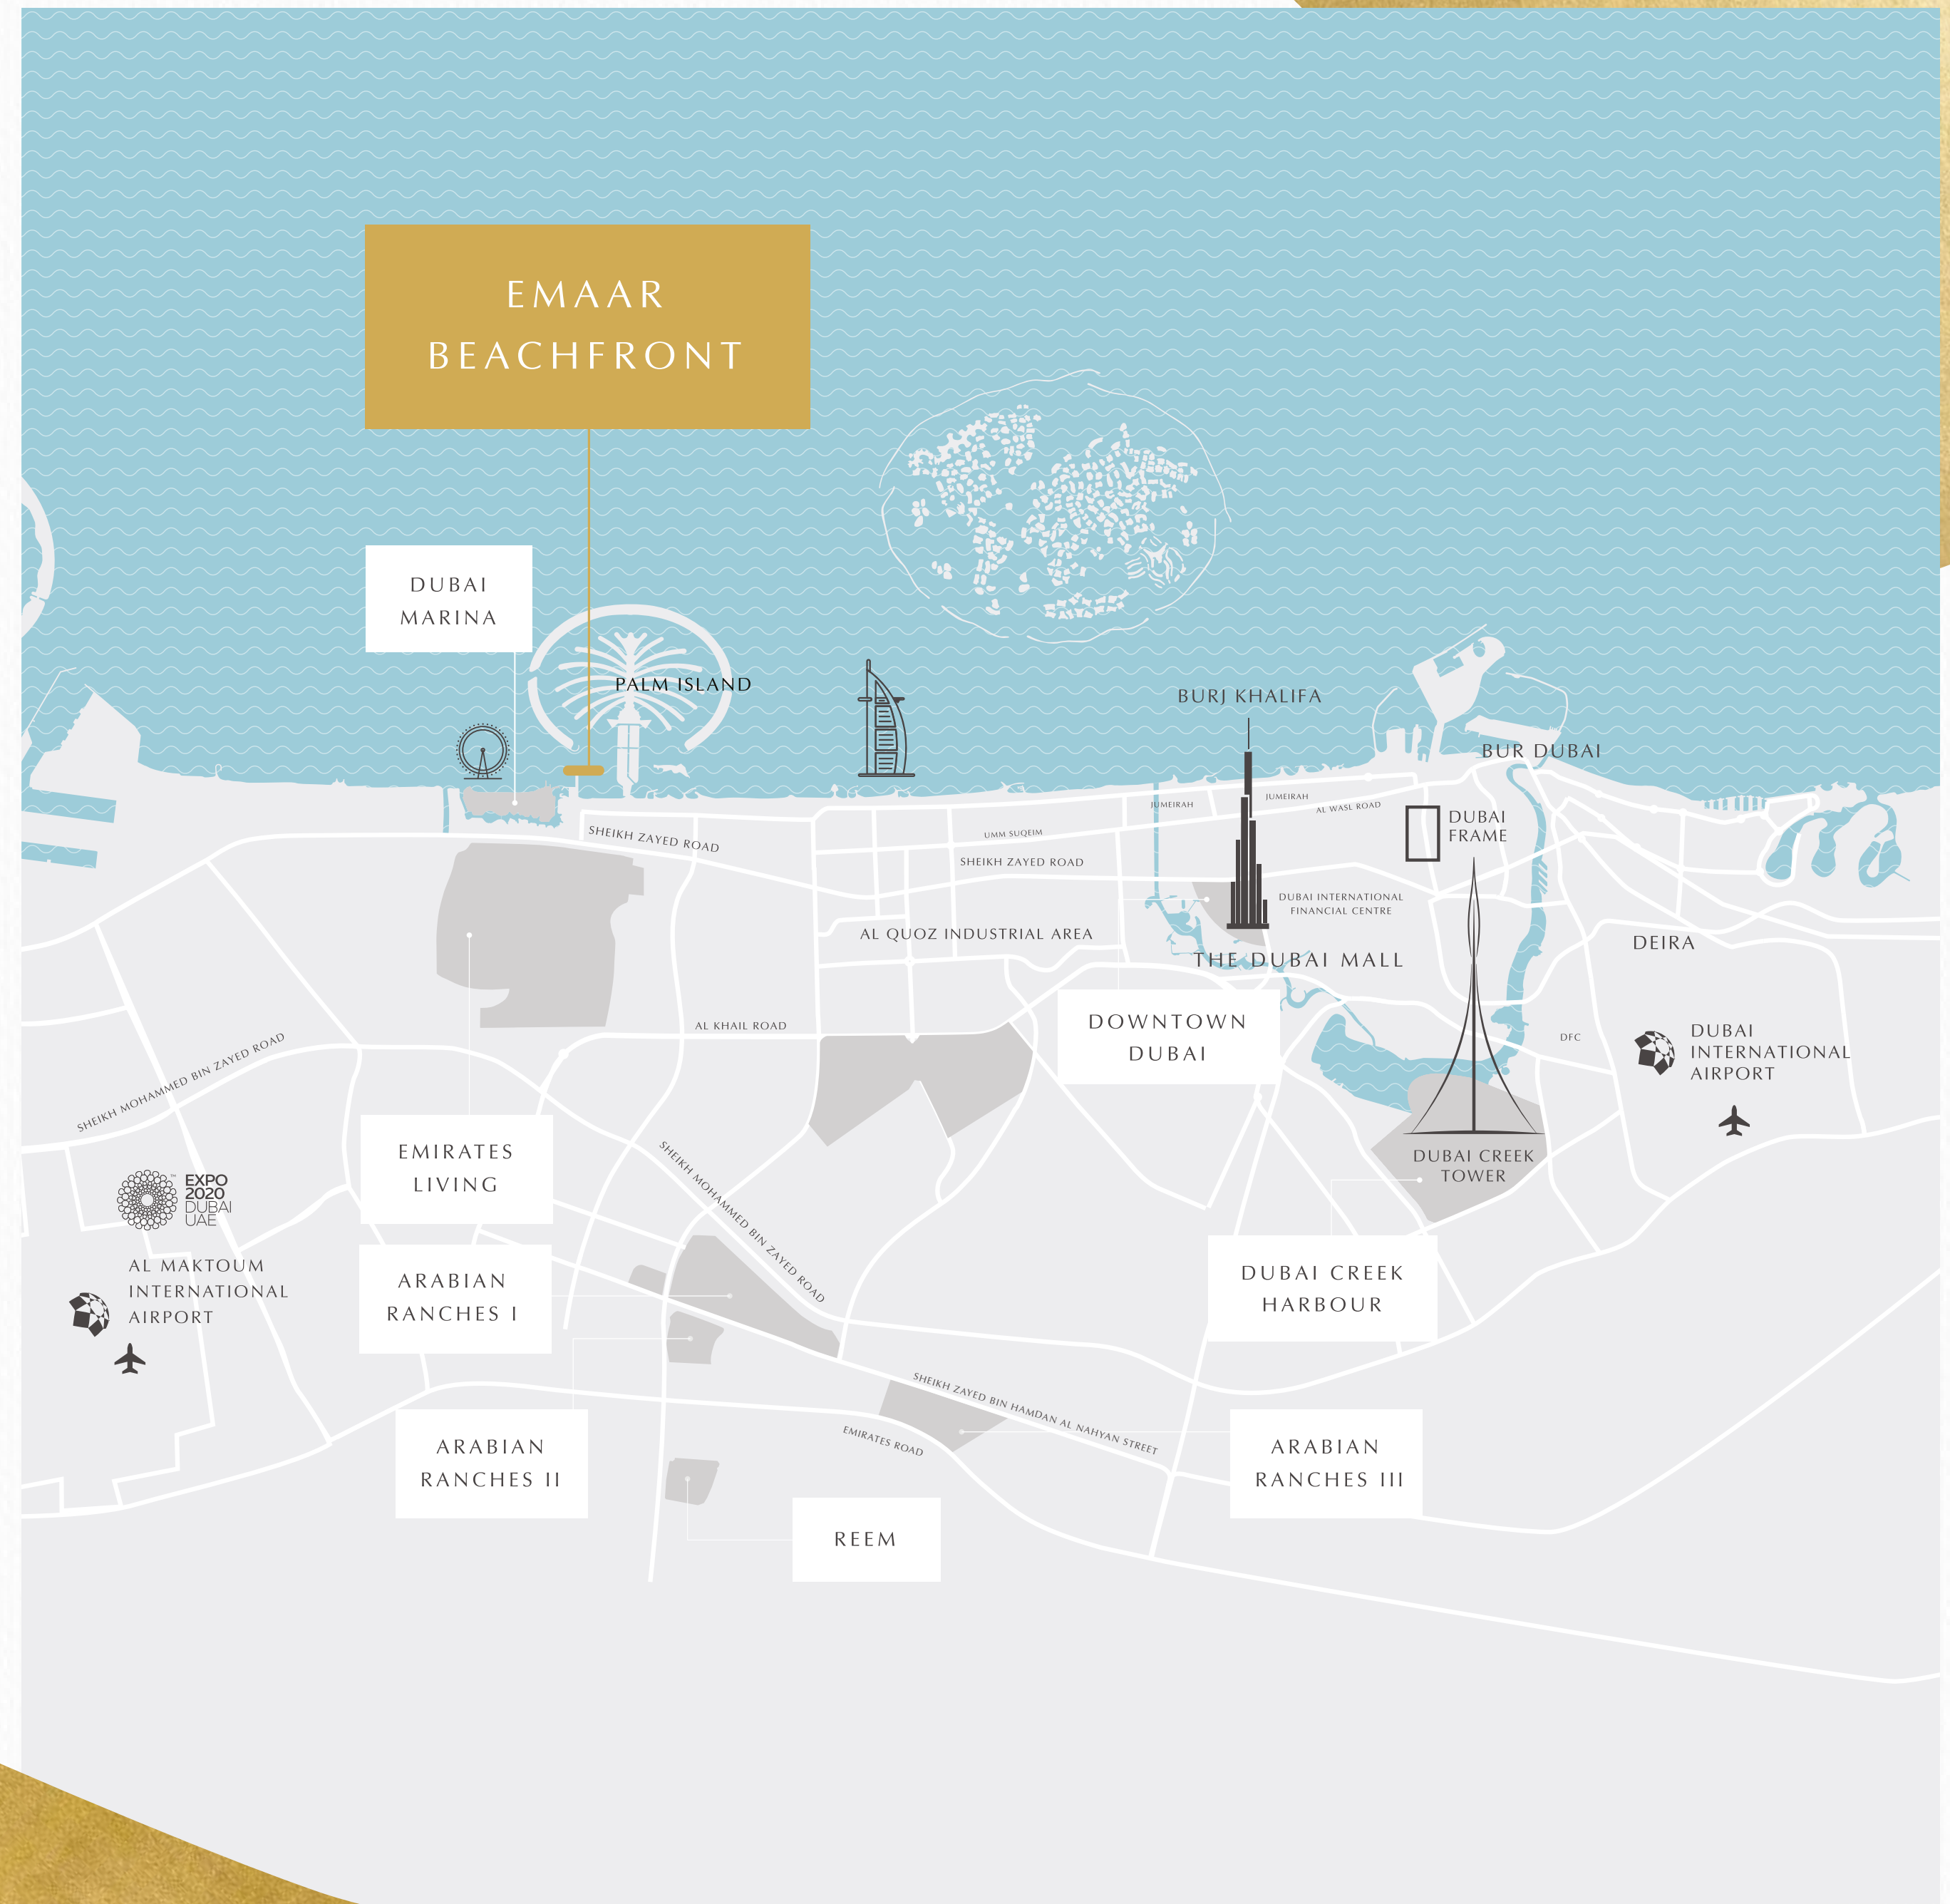 EMAAR
BEACHFRONT
DUBAI
MARINA
PALM ISLAND
BURJ KHALIFA
BUR DUBAI
JUMEIRAH
JUMEIRAH
AL WASL ROAD
DUBAI
FRAME
SHEIKH ZAYED ROAD
UMM SUQEIM
SHEIKH ZAYED ROAD
DUBAI INTERNATIONAL
FINANCIAL CENTRE
AL QUOZ INDUSTRIAL AREA
DEIRA
THE DUBAI MALL
AL KHAIL ROAD
DOWNTOWN
DUBAI
DFC
DUBAI
INTERNATIONAL
AIRPORT
SHEIKH MOHAMMED BIN ZAYED ROAD
EMIRATES
LIVING
SHEIKH MOHAMMED BIN ZAYED ROAD
DUBAI CREEK
TOWER
™
EXPO
2020
DUBAI
UAE
AL MAKTOUM
INTERNATIONAL
AIRPORT
ARABIAN
RANCHES I
DUBAI CREEK
HARBOUR
SHEIKH ZAYED BIN HAMDAN AL NAHYAN STREET
EMIRATES ROAD
ARABIAN
RANCHES II
ARABIAN
RANCHES III
REEM